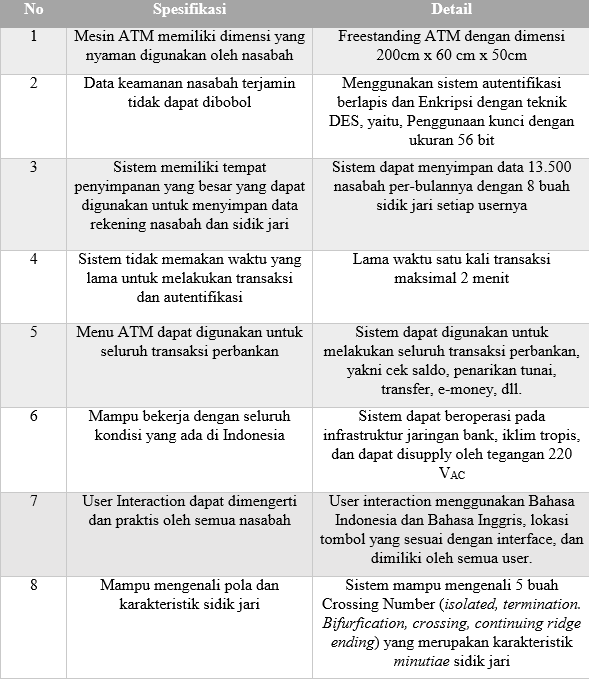 No Spesifikasi Detail
1 Mesin ATM memiliki dimensi yang Freestanding ATM dengan dimensi
nyaman digunakan oleh nasabah 200cm x 60 cm x 50cm
2 Data keamanan nasabah terjamin Menggunakan sistem autentifikasi
tidak dapat dibobol berlapis dan Enkripsi dengan teknik
DES, yaitu, Penggunaan kunci dengan
ukuran 56 bit
3 Sistem memiliki tempat Sistem dapat menyimpan data 13.500
penyimpanan yang besar yang dapat nasabah per-bulannya dengan 8 buah
digunakan untuk menyimpan data sidik jari setiap usernya
rekening nasabah dan sidik jari
4 Sistem tidak memakan waktu yang Lama waktu satu kali transaksi
lama untuk melakukan transaksi maksimal 2 menit
dan autentifikasi
5 Menu ATM dapat digunakan untuk Sistem dapat digunakan untuk
seluruh transaksi perbankan melakukan seluruh transaksi perbankan,
yakni cek saldo, penarikan tunai,
transfer, e-money, dll.
6 Mampu bekerja dengan seluruh Sistem dapat beroperasi pada
kondisi yang ada di Indonesia infrastruktur jaringan bank, iklim tropis,
dan dapat disupply oleh tegangan 220
VAC
7 User Interaction dapat dimengerti User interaction menggunakan Bahasa
dan praktis oleh semua nasabah Indonesia dan Bahasa Inggris, lokasi
tombol yang sesuai dengan interface, dan
dimiliki oleh semua user.
8 Mampu mengenali pola dan Sistem mampu mengenali 5 buah
karakteristik sidik jari Crossing Number (isolated, termination.
Bifurfication, crossing, continuing ridge
ending) yang merupakan karakteristik
minutiae sidik jari